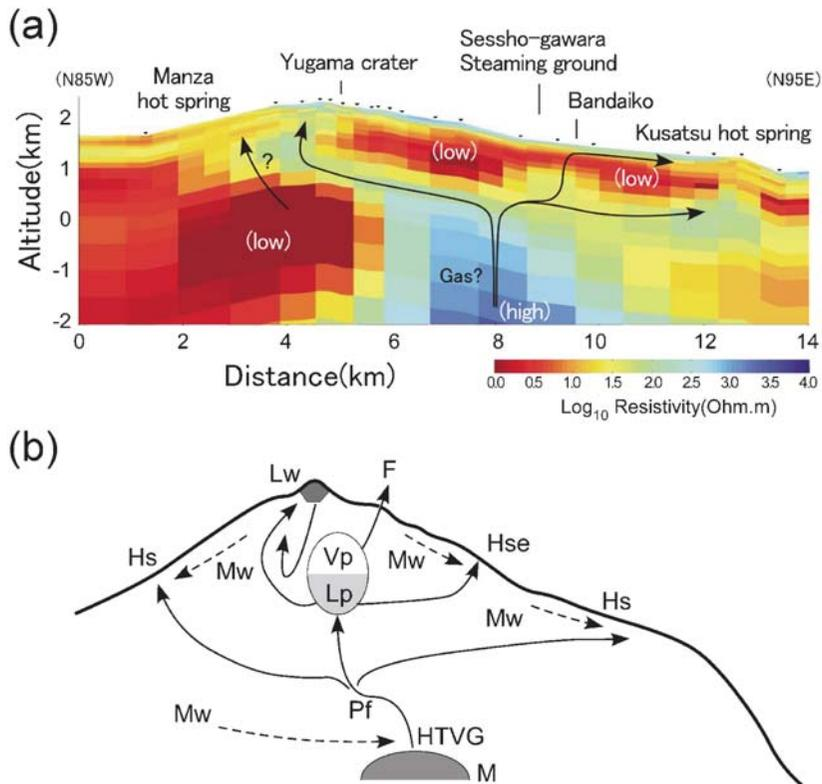 (a)
Sessho-gawara
Steaming ground
Yugama crater
(N85W)
Manza
hot spring
Bandaiko
(N95E)
Kusatsu hot spring
Altitude(km)
2
1
0
-1
-2
?
(low)
(low)
(low)
Gas?
(high)
0 2 4 6 8 10 12 14
Distance(km)
0.0 0.5 1.0 1.5 2.0 2.5 3.0 3.5 4.0
Log10 Resistivity(Ohm.m)
(b)
Lw
F
Hs
Mw
Vp
Lp
Mw
Hse
Mw
Hs
Pf
Mw
HTVG
M